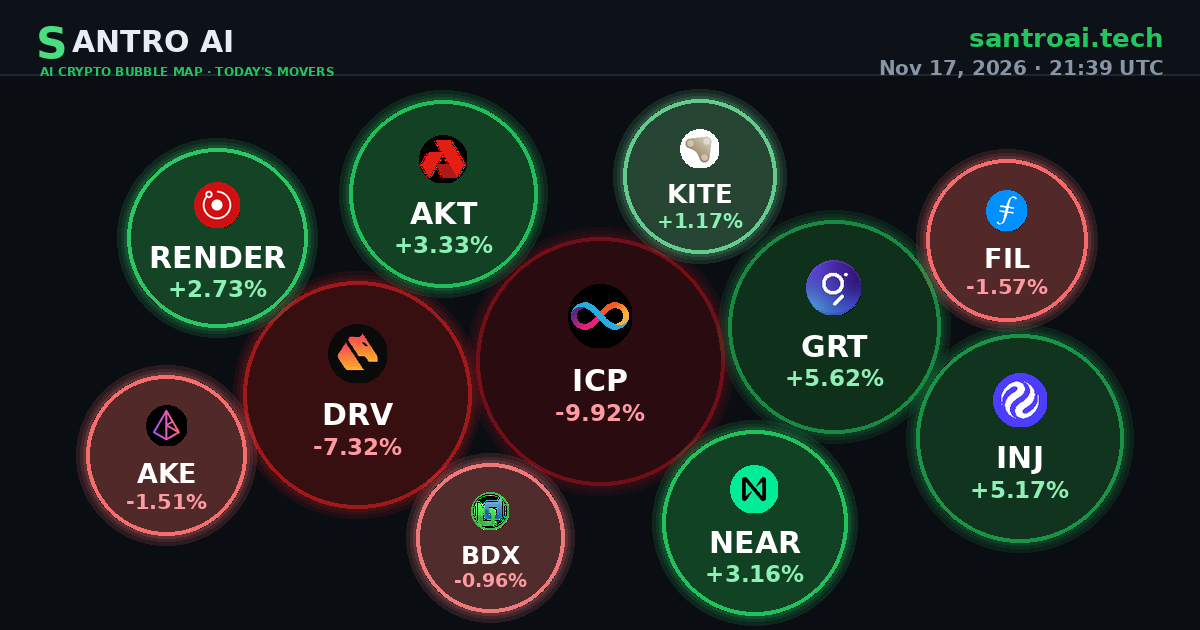 SANTRO AI
AI CRYPTO BUBBLE MAP · TODAY'S MOVERS
santroai.tech
Nov 17, 2026 · 21:39 UTC
RENDER
+2.73%
AKT
+3.33%
KITE
+1.17%
FIL
-1.57%
DRV
-7.32%
ICP
-9.92%
GRT
+5.62%
INJ
+5.17%
AKE
-1.51%
BDX
-0.96%
NEAR
+3.16%